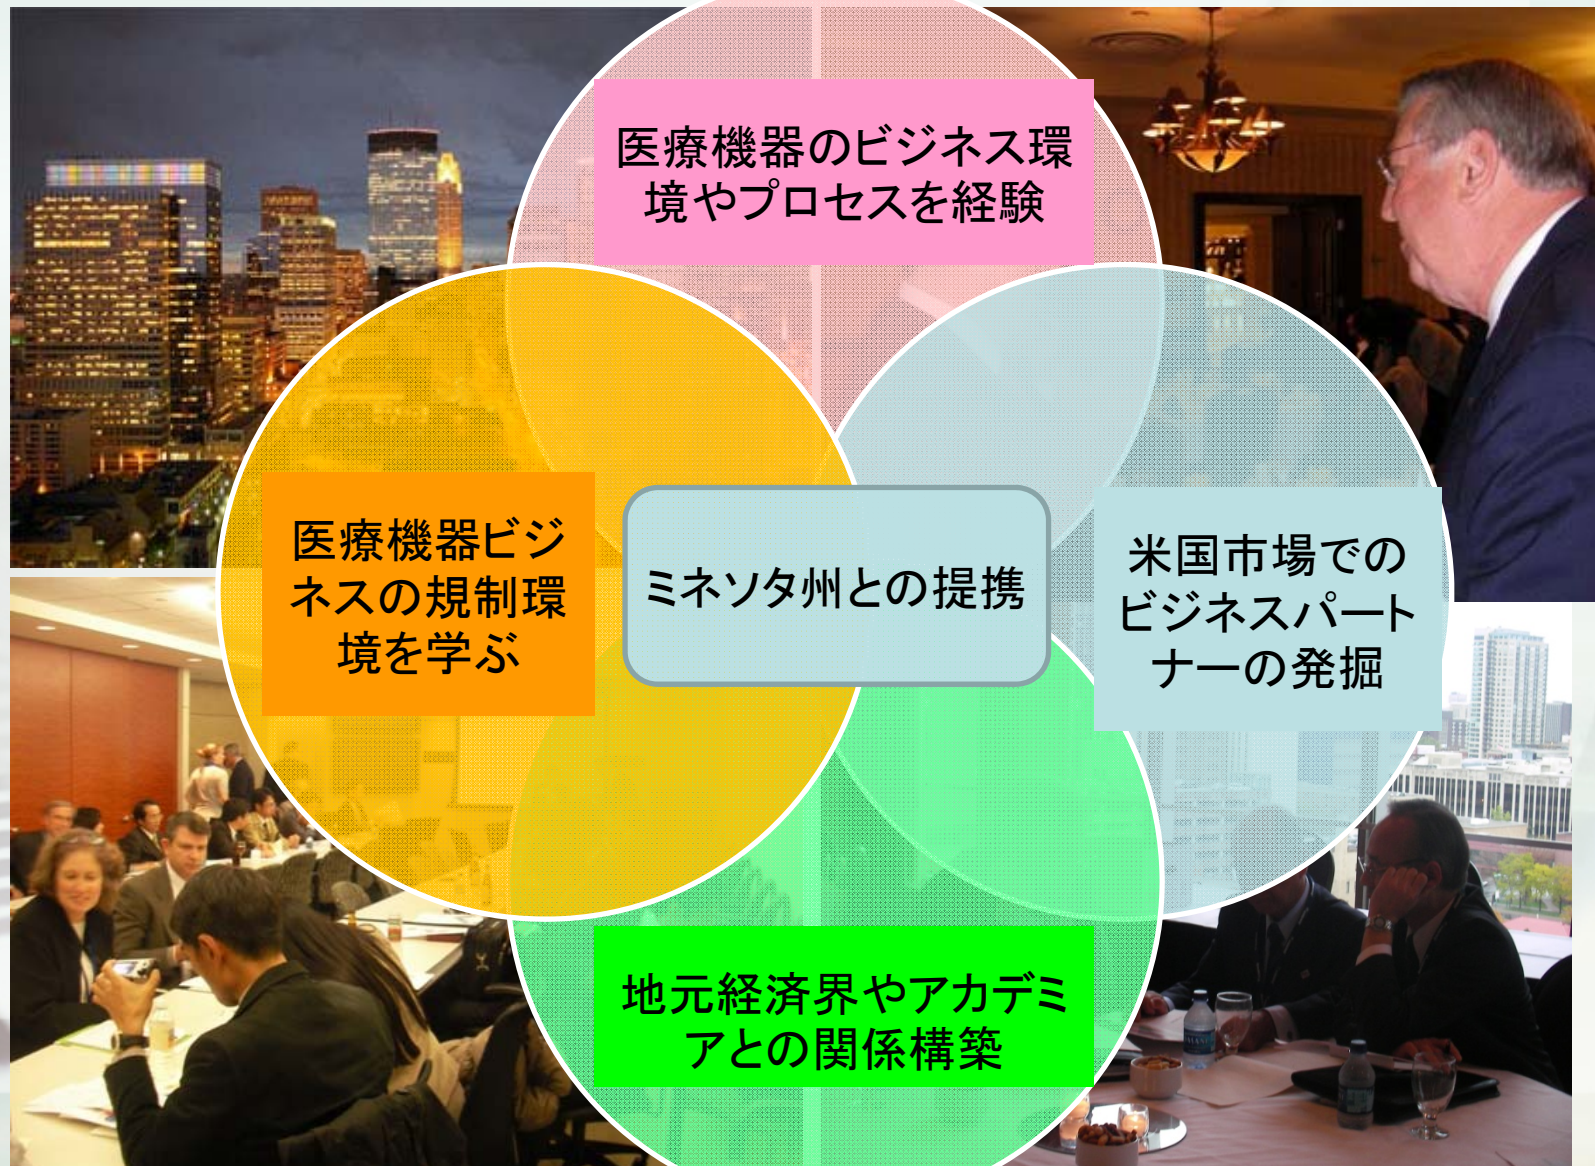 医療機器のビジネス環
境やプロセスを経験
医療機器ビジ
ネスの規制環
境を学ぶ
ミネソタ州との提携
米国市場での
ビジネスパート
ナーの発掘
地元経済界やアカデミ
アとの関係構築